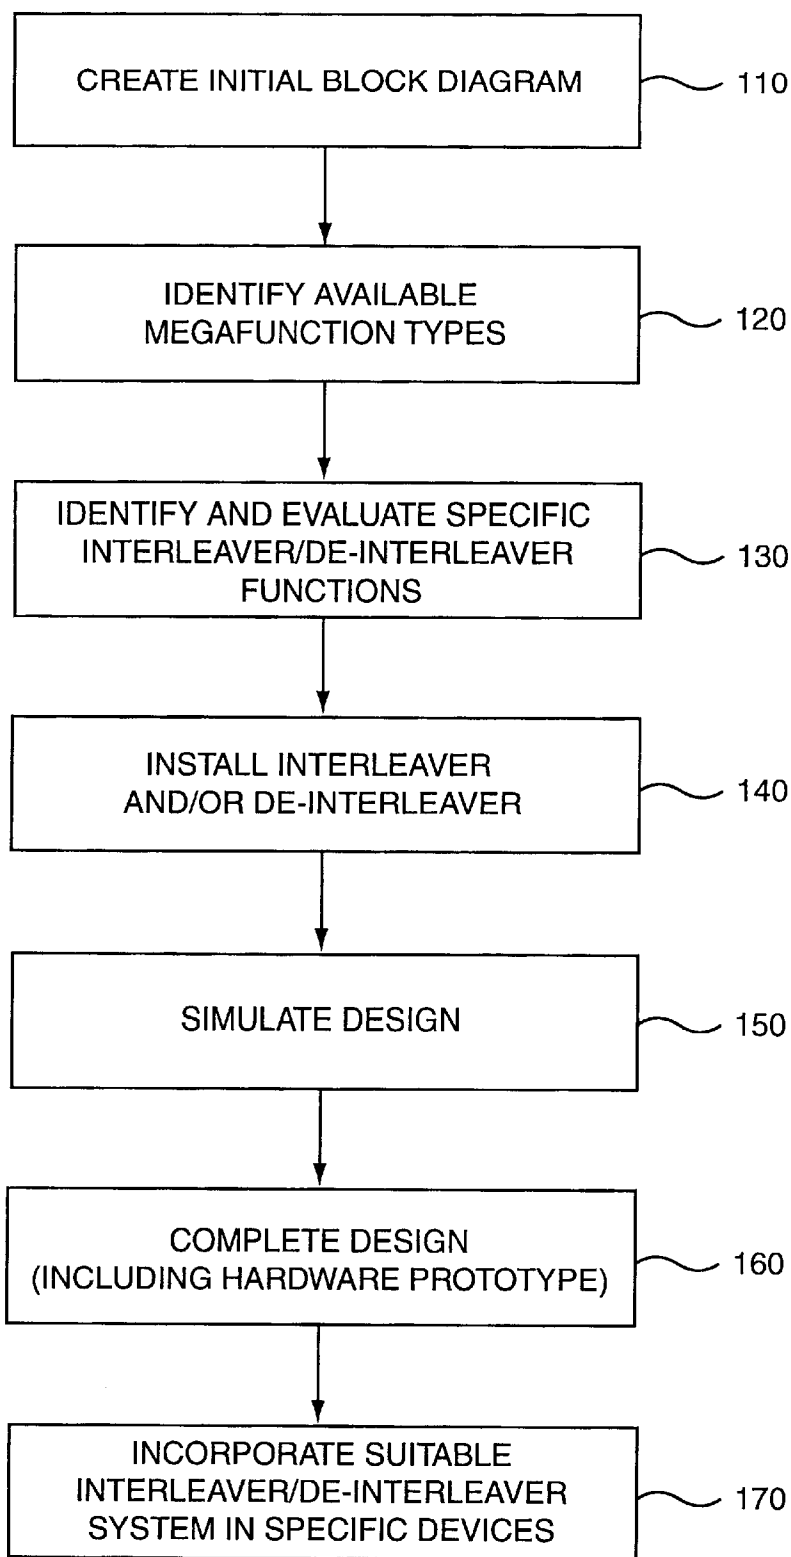 CREATE INITIAL BLOCK DIAGRAM
110
IDENTIFY AVAILABLE
MEGAFUNCTION TYPES
120
IDENTIFY AND EVALUATE SPECIFIC
INTERLEAVER/DE-INTERLEAVER
FUNCTIONS
130
INSTALL INTERLEAVER
AND/OR DE-INTERLEAVER
140
SIMULATE DESIGN
150
COMPLETE DESIGN
(INCLUDING HARDWARE PROTOTYPE)
160
INCORPORATE SUITABLE
INTERLEAVER/DE-INTERLEAVER
SYSTEM IN SPECIFIC DEVICES
170